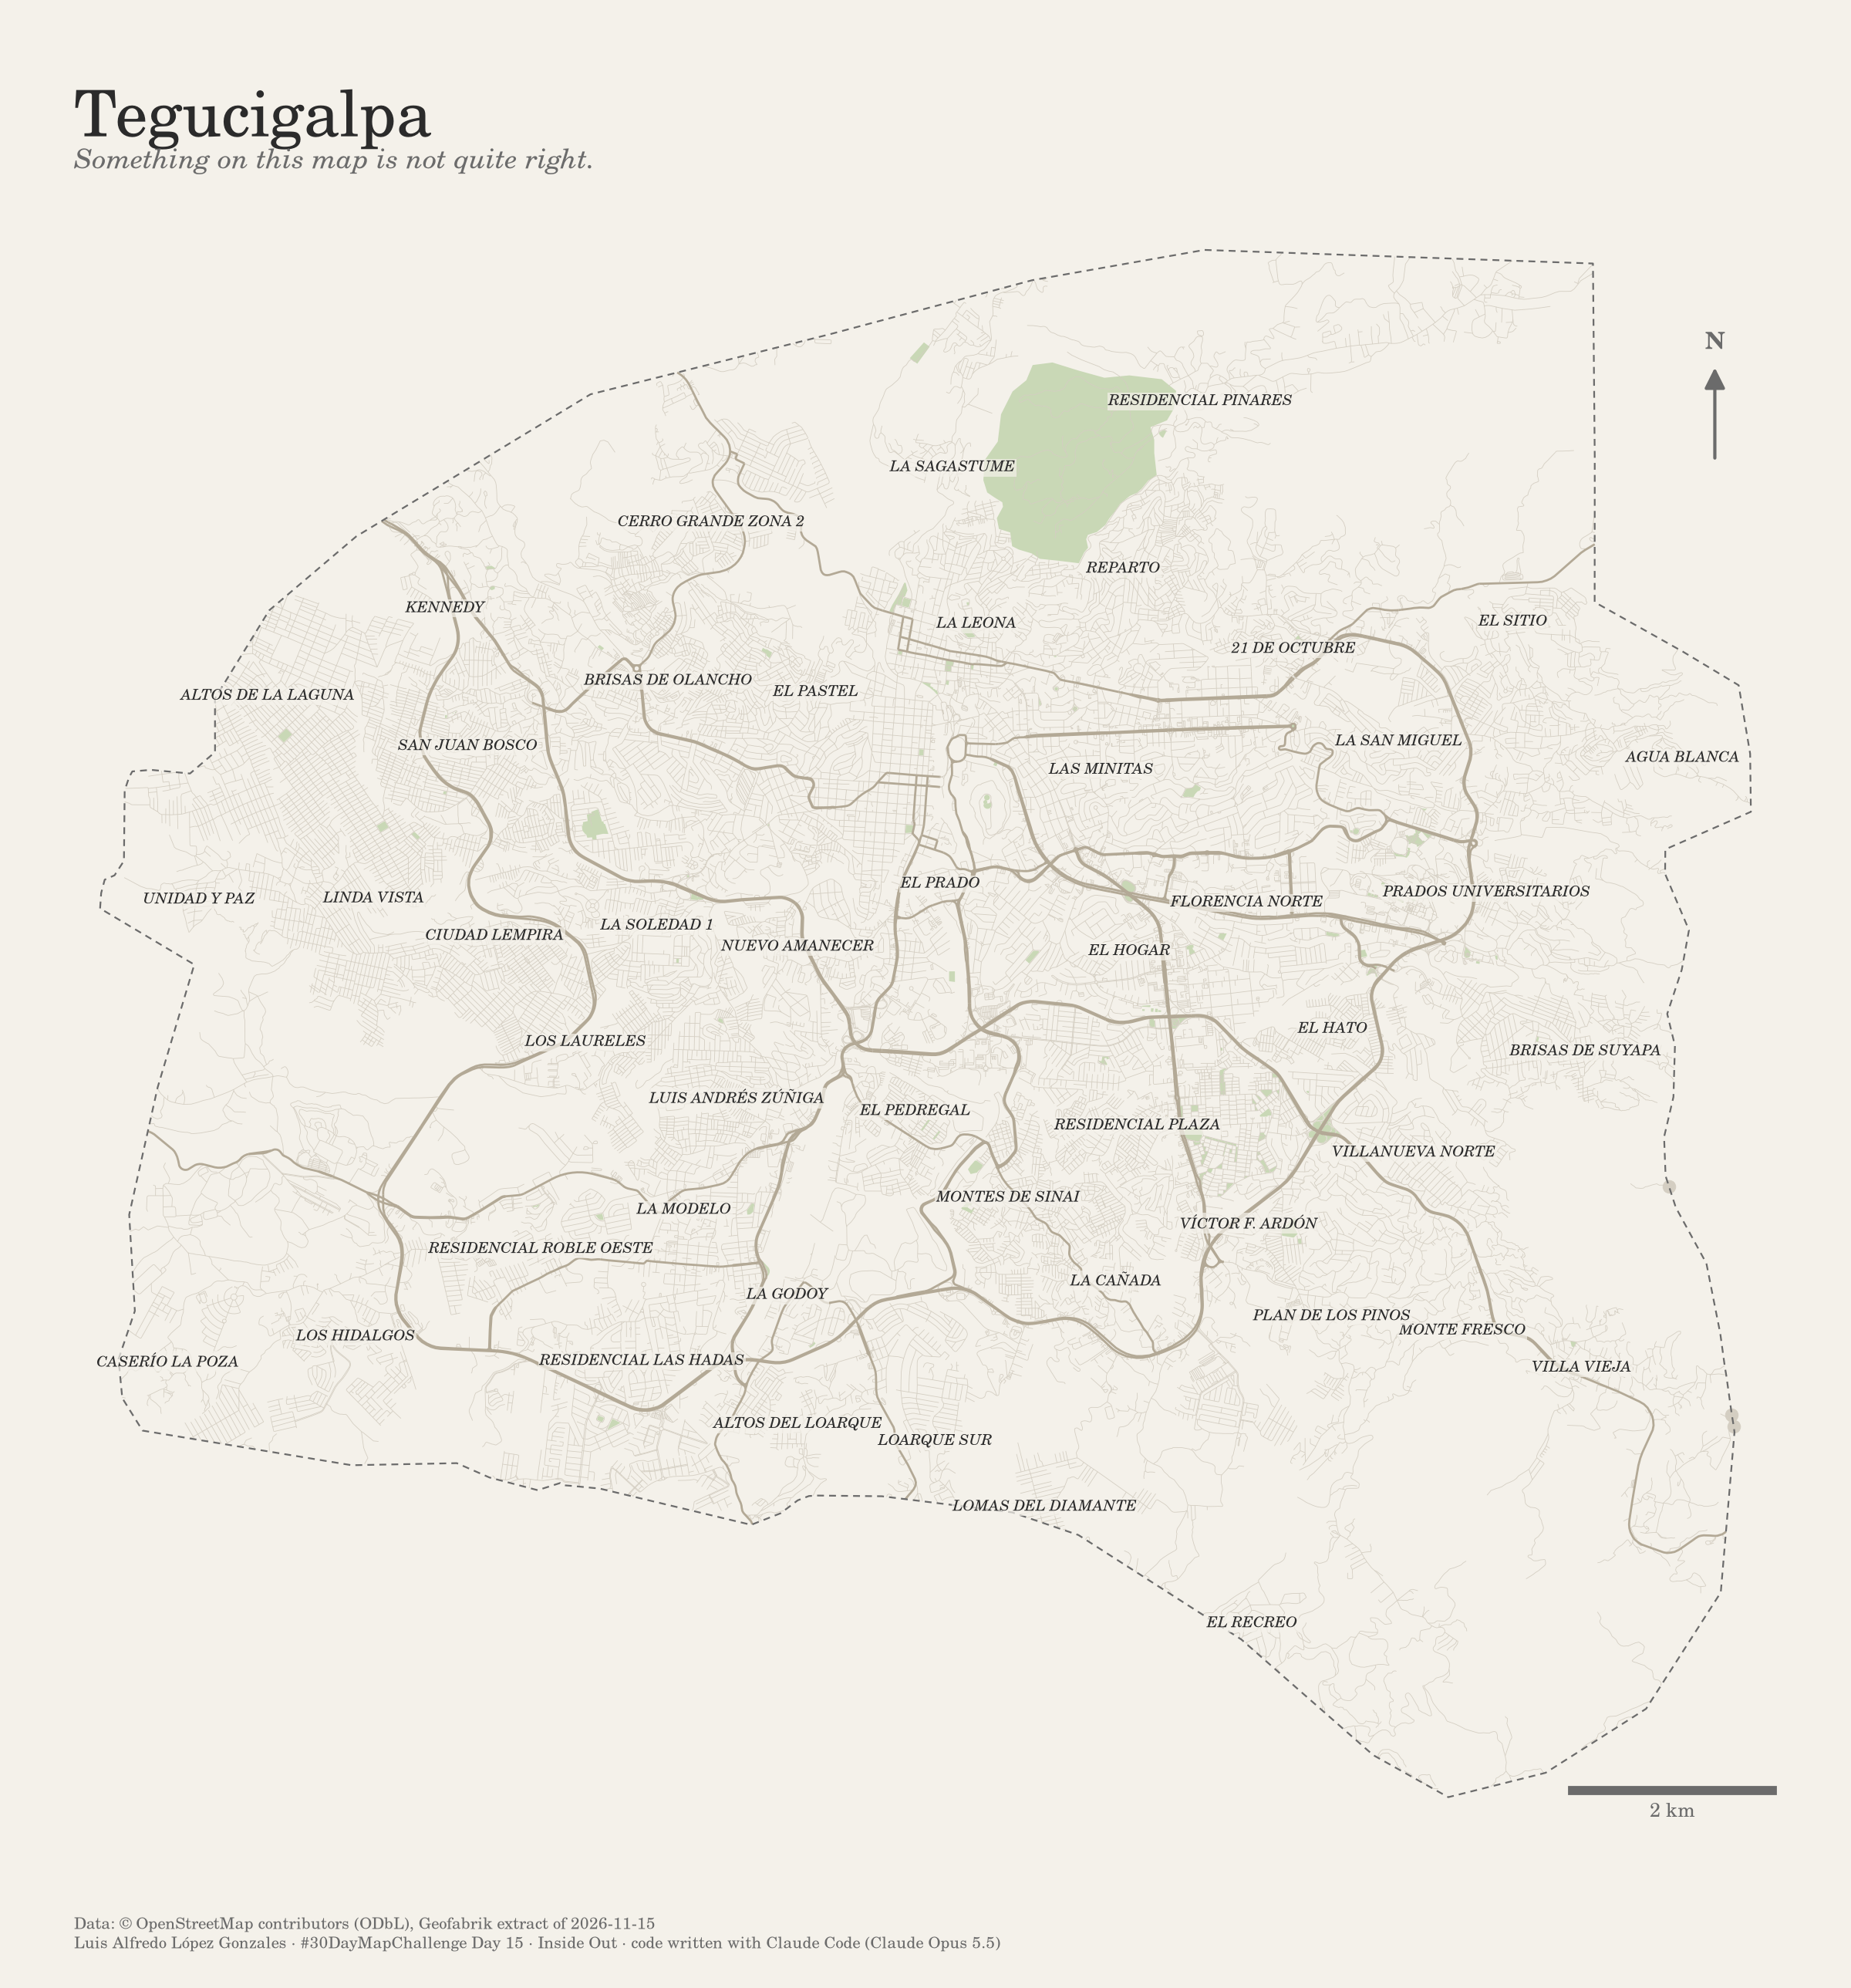 Tegucigalpa
Something on this map is not quite right.
N
RESIDENCIAL PINARES
LA SAGASTUME
CERRO GRANDE ZONA 2
REPARTO
KENNEDY
LA LEONA
EL SITIO
21 DE OCTUBRE
BRISAS DE OLANCHO
EL PASTEL
ALTOS DE LA LAGUNA
SAN JUAN BOSCO
LA SAN MIGUEL
AGUA BLANCA
LAS MINITAS
EL PRADO
PRADOS UNIVERSITARIOS
UNIDAD Y PAZ
LINDA VISTA
FLORENCIA NORTE
LA SOLEDAD 1
CIUDAD LEMPIRA
NUEVO AMANECER
EL HOGAR
EL HATO
LOS LAURELES
BRISAS DE SUYAPA
LUIS ANDRÉS ZÚÑIGA
EL PEDREGAL
RESIDENCIAL PLAZA
VILLANUEVA NORTE
MONTES DE SINAI
LA MODELO
VÍCTOR F. ARDÓN
RESIDENCIAL ROBLE OESTE
LA CAÑADA
LA GODOY
PLAN DE LOS PINOS
MONTE FRESCO
LOS HIDALGOS
CASERÍO LA POZA
RESIDENCIAL LAS HADAS
VILLA VIEJA
ALTOS DEL LOARQUE
LOARQUE SUR
LOMAS DEL DIAMANTE
EL RECREO
2 km
Data: © OpenStreetMap contributors (ODbL), Geofabrik extract of 2026-11-15
Luis Alfredo López Gonzales · #30DayMapChallenge Day 15 · Inside Out · code written with Claude Code (Claude Opus 5.5)